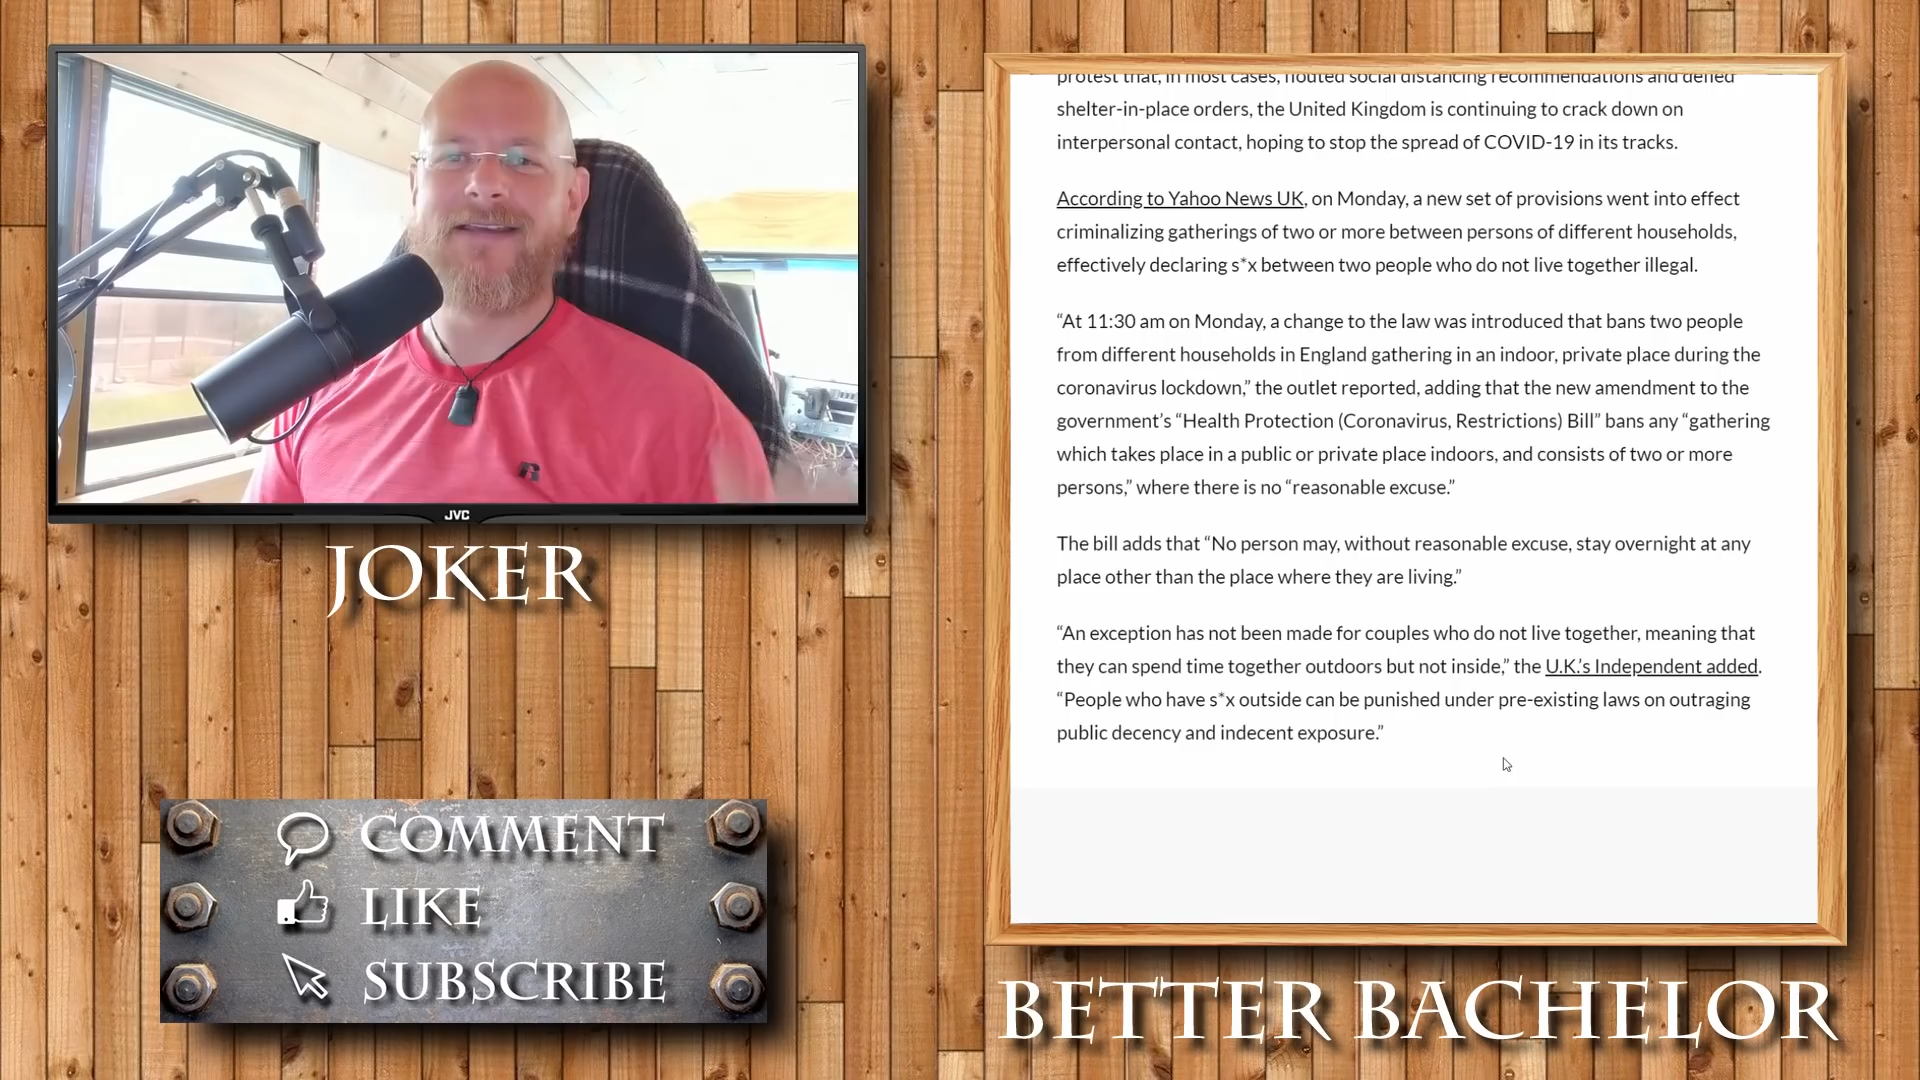 protest that, in most cases, flouted social distancing recommendations and defied
shelter-in-place orders, the United Kingdom is continuing to crack down on
interpersonal contact, hoping to stop the spread of COVID-19 in its tracks.
According to Yahoo News UK, on Monday, a new set of provisions went into effect
criminalizing gatherings of two or more between persons of different households,
effectively declaring s*x between two people who do not live together illegal.
“At 11:30 am on Monday, a change to the law was introduced that bans two people
from different households in England gathering in an indoor, private place during the
coronavirus lockdown,” the outlet reported, adding that the new amendment to the
government’s “Health Protection (Coronavirus, Restrictions) Bill” bans any “gathering
which takes place in a public or private place indoors, and consists of two or more
persons,” where there is no “reasonable excuse.”
The bill adds that “No person may, without reasonable excuse, stay overnight at any
place other than the place where they are living.”
“An exception has not been made for couples who do not live together, meaning that
they can spend time together outdoors but not inside,” the U.K.’s Independent added.
“People who have s*x outside can be punished under pre-existing laws on outraging
public decency and indecent exposure.”
JVC
JOKER
COMMENT
LIKE
SUBSCRIBE
BETTER BACHELOR